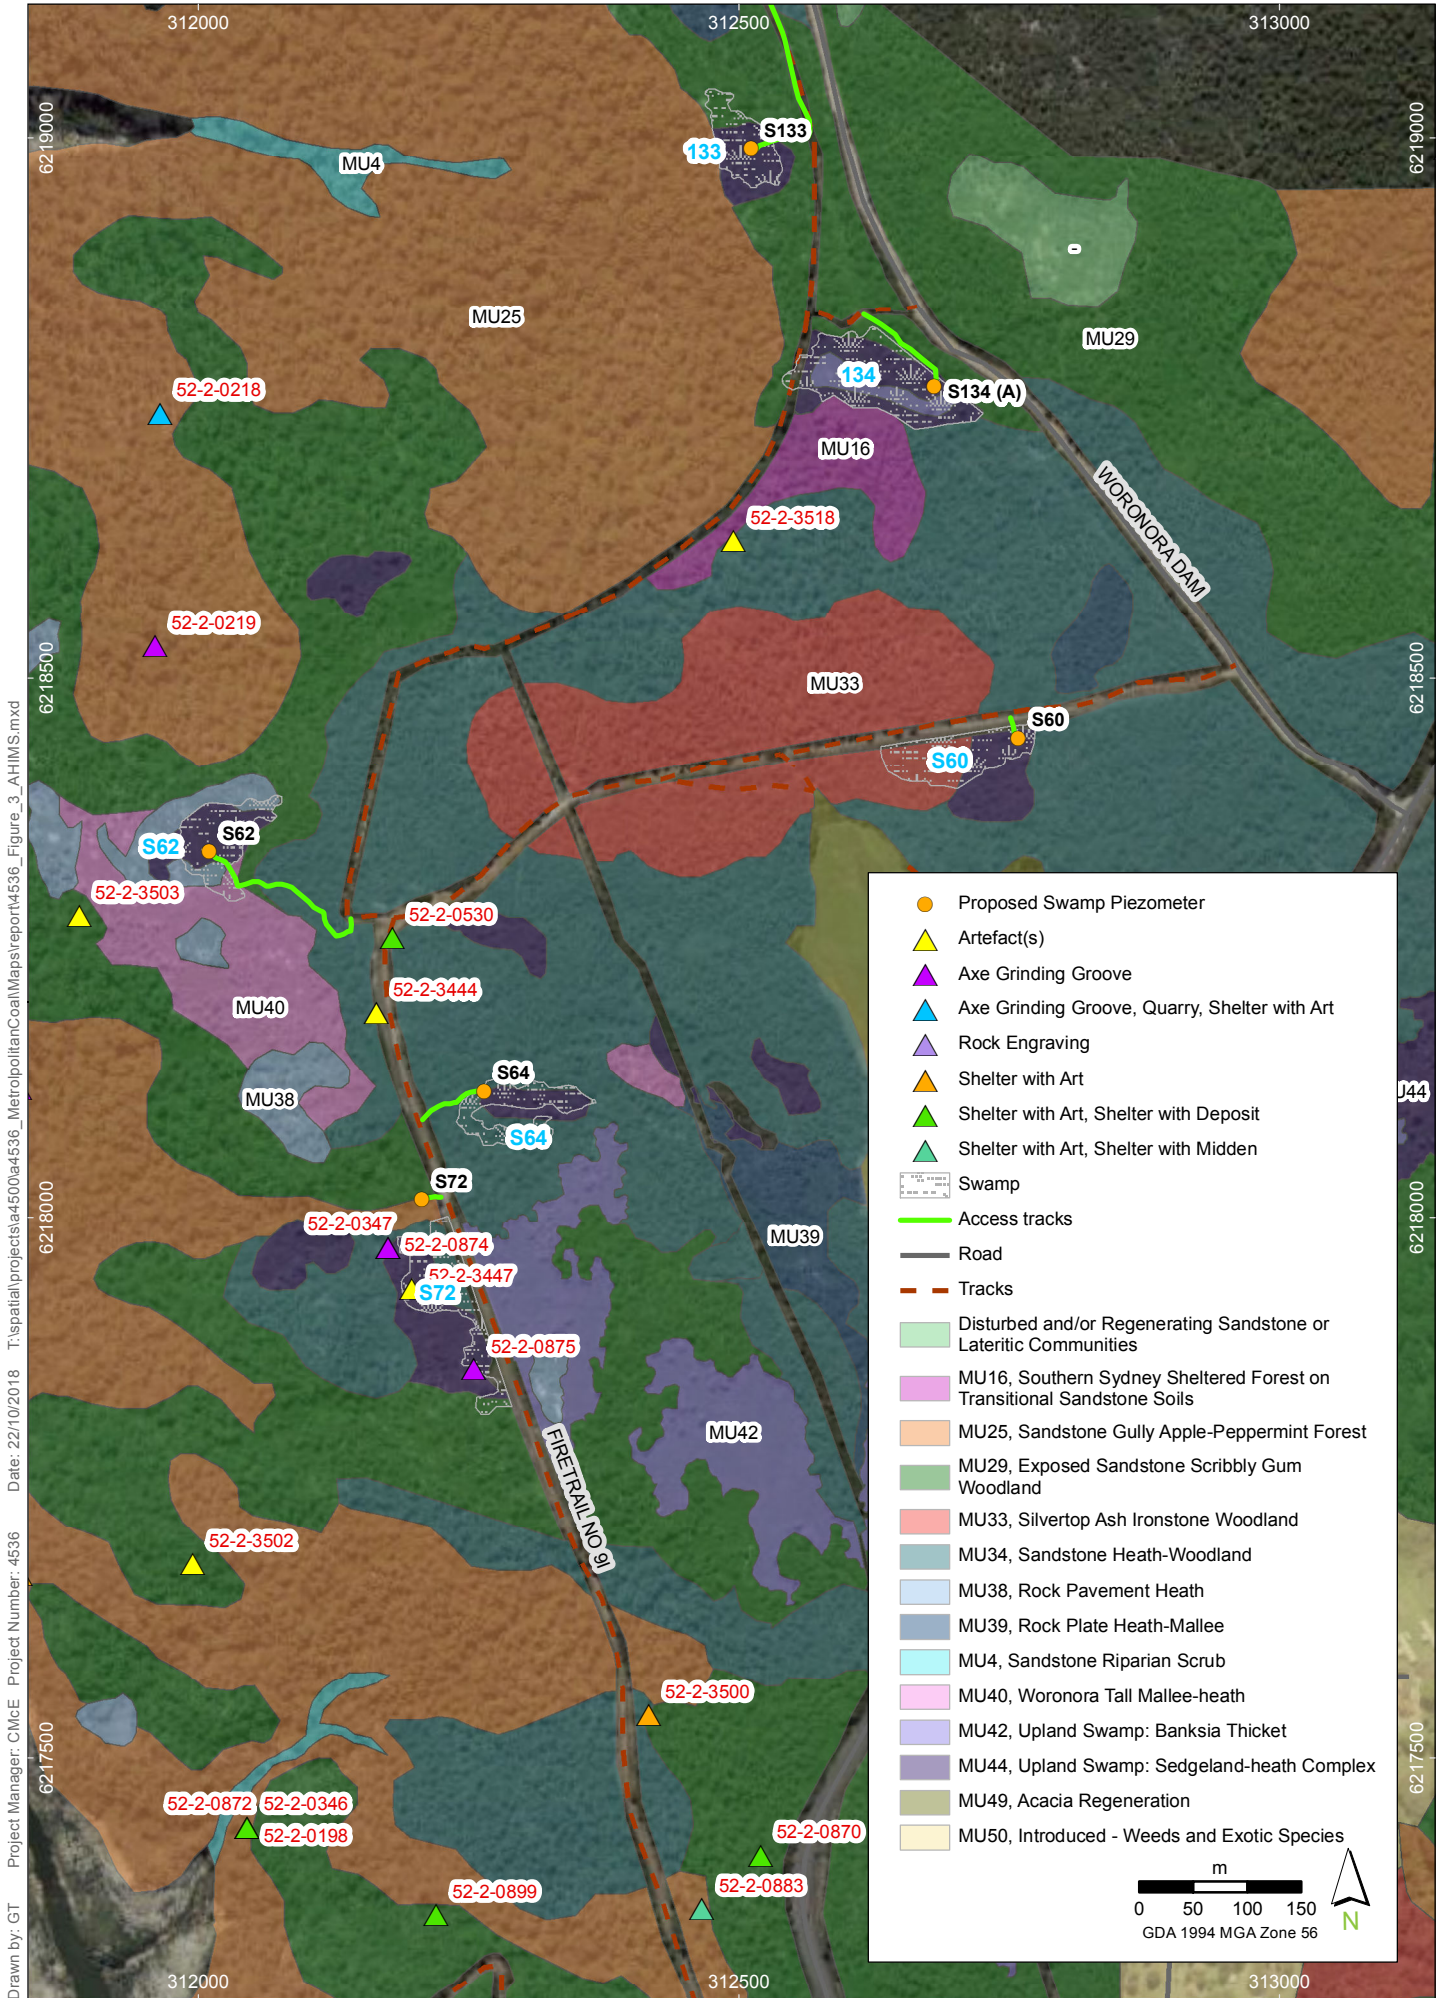 312000
312500
313000
6219000
6219000
S133
133
MU4
-
MU25
MU29
134
S134 (A)
52-2-0218
MU16
WORONORA DAM
52-2-3518
52-2-0219
6218500
6218500
MU33
S60
S60
S62
S62
52-2-3503
52-2-0530
52-2-3444
MU40
S64
MU38
S64
S72
52-2-0347
52-2-0874
6218000
6218000
MU39
52-2-3447
S72
52-2-0875
MU42
FIRETRAIL NO 9I
52-2-3502
52-2-3500
6217500
6217500
52-2-0872
52-2-0346
52-2-0198
52-2-0870
52-2-0899
52-2-0883
J44
Proposed Swamp Piezometer
Artefact(s)
Axe Grinding Groove
Axe Grinding Groove, Quarry, Shelter with Art
Rock Engraving
Shelter with Art
Shelter with Art, Shelter with Deposit
Shelter with Art, Shelter with Midden
Swamp
Access tracks
Road
Tracks
Disturbed and/or Regenerating Sandstone or
Lateritic Communities
MU16, Southern Sydney Sheltered Forest on
Transitional Sandstone Soils
MU25, Sandstone Gully Apple-Peppermint Forest
MU29, Exposed Sandstone Scribbly Gum
Woodland
MU33, Silvertop Ash Ironstone Woodland
MU34, Sandstone Heath-Woodland
MU38, Rock Pavement Heath
MU39, Rock Plate Heath-Mallee
MU4, Sandstone Riparian Scrub
MU40, Woronora Tall Mallee-heath
MU42, Upland Swamp: Banksia Thicket
MU44, Upland Swamp: Sedgeland-heath Complex
MU49, Acacia Regeneration
MU50, Introduced - Weeds and Exotic Species
m
0 50 100 150
GDA 1994 MGA Zone 56
N
312000
312500
313000
Drawn by: GT Project Manager: CMcE Project Number: 4536 Date: 22/10/2018 T:\spatial\projects\a4500\a4536_MetrolpolitanCoal\Maps\report\4536_Figure_3_AHIMS.mxd